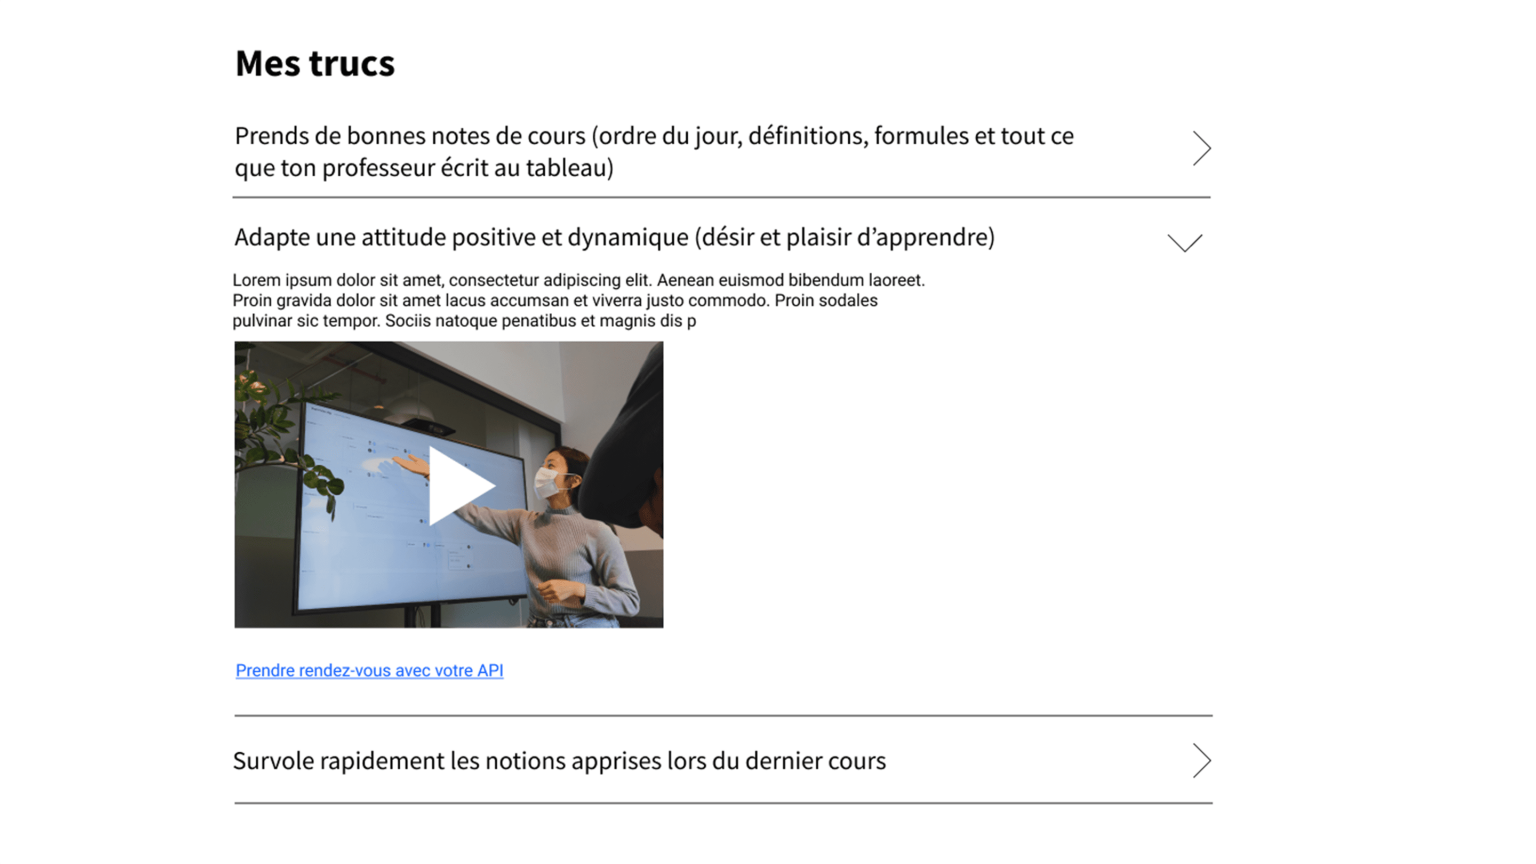 Mes trucs
Prends de bonnes notes de cours (ordre du jour, définitions, formules et tout ce
que ton professeur écrit au tableau)
Adapte une attitude positive et dynamique (désir et plaisir d’apprendre)
Lorem ipsum dolor sit amet, consectetur adipiscing elit. Aenean euismod bibendum laoreet.
Proin gravida dolor sit amet lacus accumsan et viverra justo commodo. Proin sodales
pulvinar sic tempor. Sociis natoque penatibus et magnis dis p
Prendre rendez-vous avec votre API
Survole rapidement les notions apprises lors du dernier cours